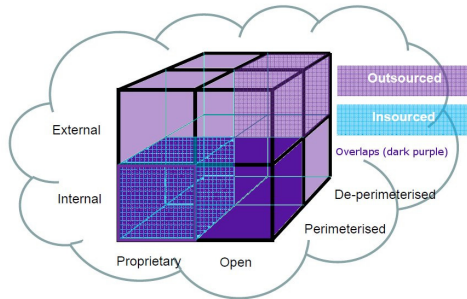 Outsourced
Insourced
Overlaps (dark purple)
External
Internal
De-perimeterised
Perimeterised
Proprietary
Open